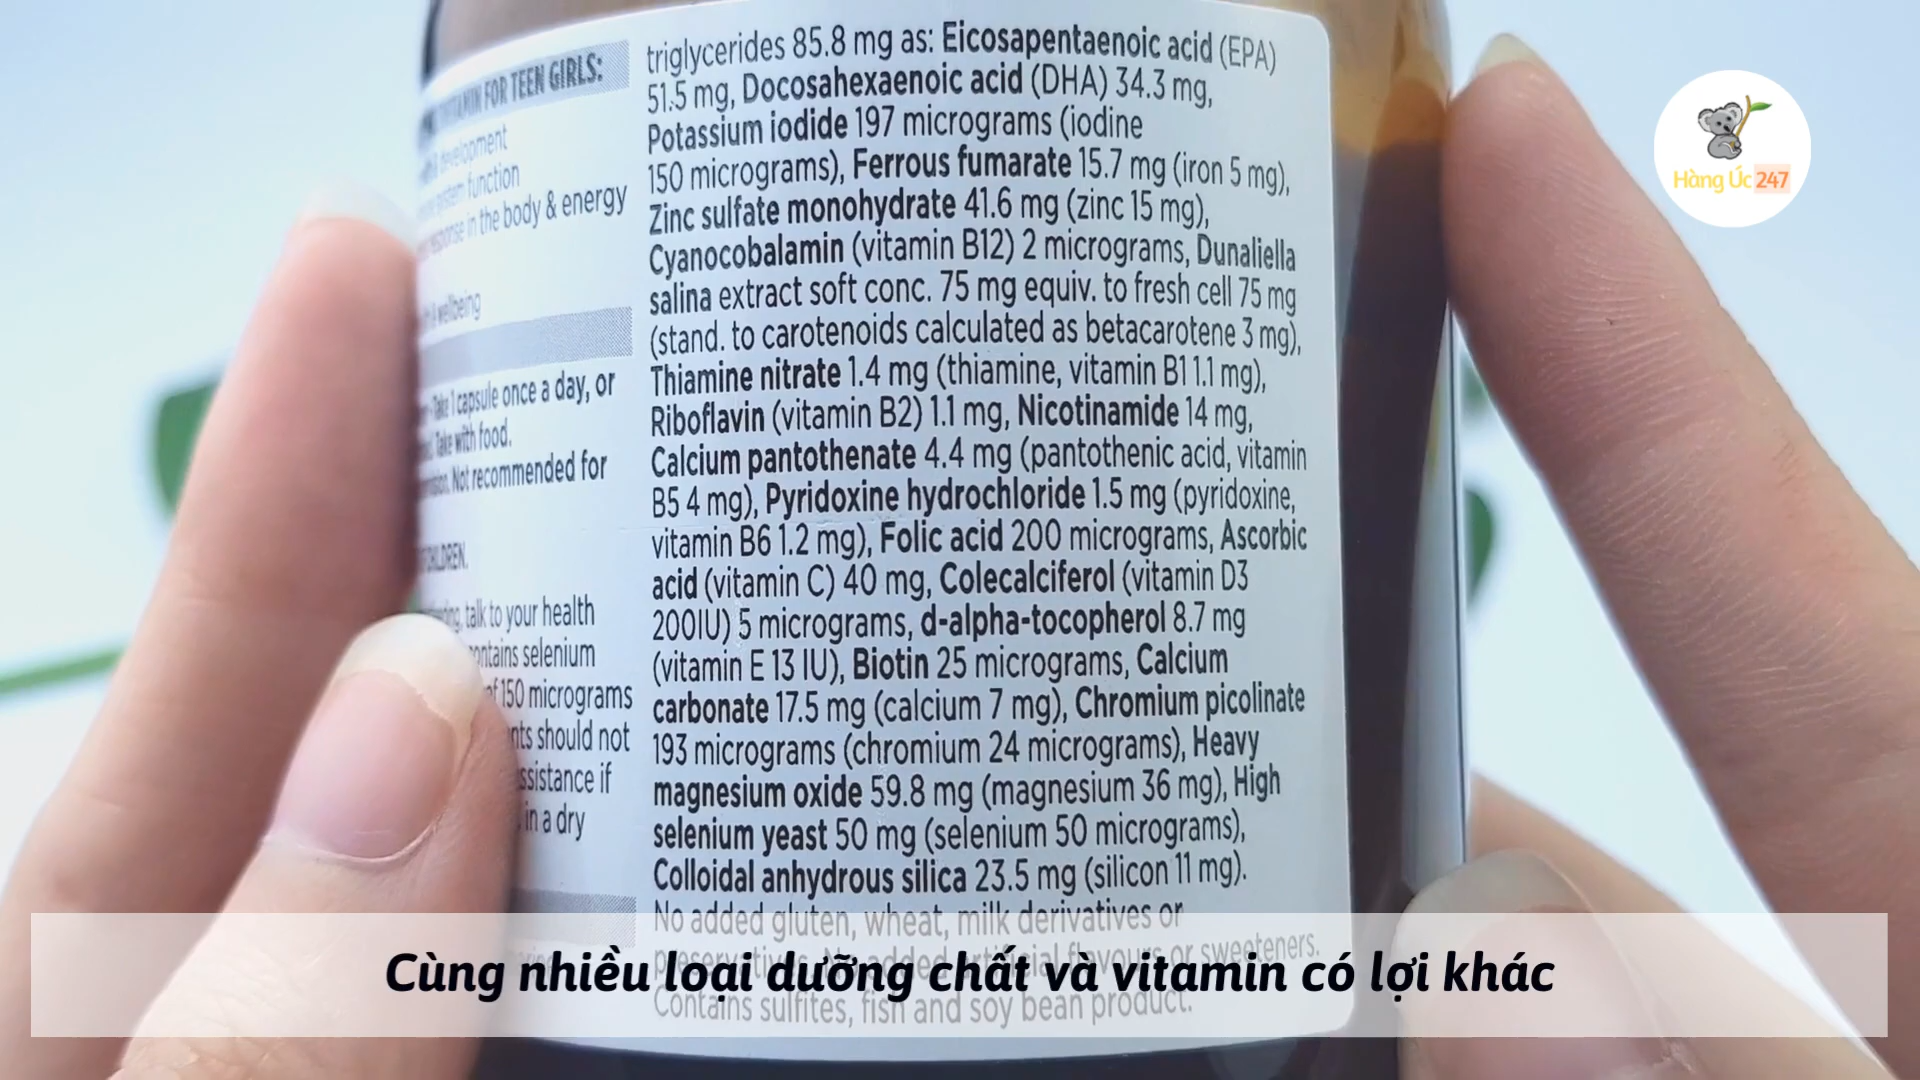 VITAMIN FOR TEEN GIRLS:
development
system function
response in the body & energy
wellbeing
Take 1 capsule once a day, or
Take with food.
Not recommended for
CHILDREN.
talk to your health
contains selenium
of 150 micrograms
should not
assistance if
in a dry
triglycerides 85.8 mg as: Eicosapentaenoic acid (EPA)
51.5 mg, Docosahexaenoic acid (DHA) 34.3 mg,
Potassium iodide 197 micrograms (iodine
150 micrograms), Ferrous fumarate 15.7 mg (iron 5 mg),
Zinc sulfate monohydrate 41.6 mg (zinc 15 mg),
Cyanocobalamin (vitamin B12) 2 micrograms, Dunaliella
salina extract soft conc. 75 mg equiv. to fresh cell 75 mg
(stand. to carotenoids calculated as betacarotene 3 mg),
Thiamine nitrate 1.4 mg (thiamine, vitamin B1 1.1 mg),
Riboflavin (vitamin B2) 1.1 mg, Nicotinamide 14 mg,
Calcium pantothenate 4.4 mg (pantothenic acid, vitamin
B5 4 mg), Pyridoxine hydrochloride 1.5 mg (pyridoxine,
vitamin B6 1.2 mg), Folic acid 200 micrograms, Ascorbic
acid (vitamin C) 40 mg, Colecalciferol (vitamin D3
200IU) 5 micrograms, d-alpha-tocopherol 8.7 mg
(vitamin E 13 IU), Biotin 25 micrograms, Calcium
carbonate 17.5 mg (calcium 7 mg), Chromium picolinate
193 micrograms (chromium 24 micrograms), Heavy
magnesium oxide 59.8 mg (magnesium 36 mg), High
selenium yeast 50 mg (selenium 50 micrograms),
Colloidal anhydrous silica 23.5 mg (silicon 11 mg).
No added gluten, wheat, milk derivatives or
preservatives. No added artificial flavours or sweeteners.
Contains sulfites, fish and soy bean product.
Hàng Úc 247
Cùng nhiều loại dưỡng chất và vitamin có lợi khác